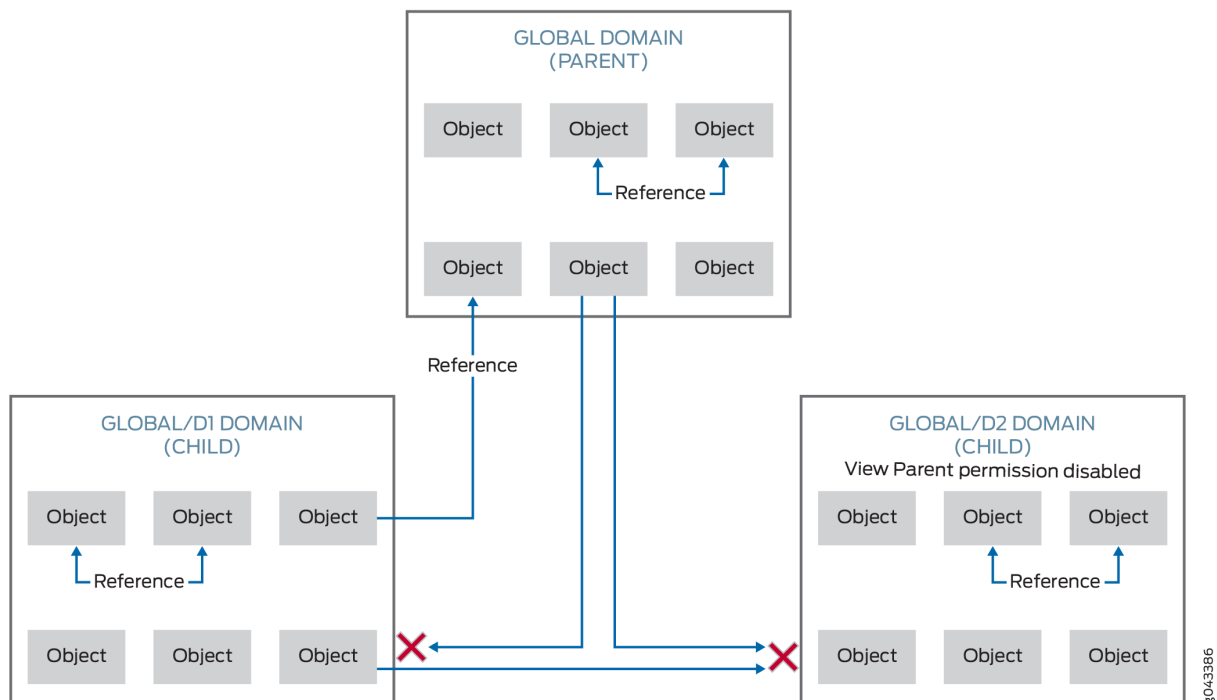 GLOBAL DOMAIN
(PARENT)
Object Object Object
Reference
Object Object Object
Reference
GLOBAL/D1 DOMAIN
(CHILD)
Object Object Object
Reference
Object Object Object
GLOBAL/D2 DOMAIN
(CHILD)
View Parent permission disabled
Object Object Object
Reference
Object Object Object